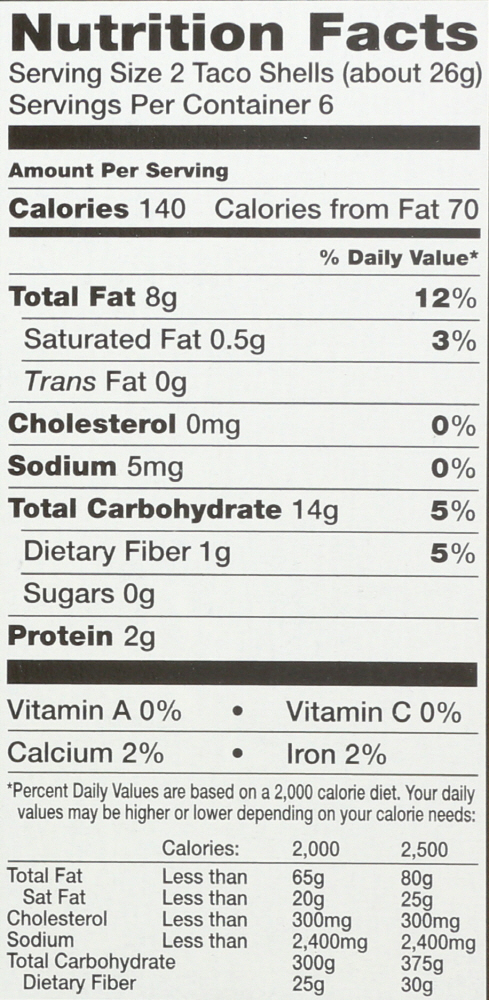 Nutrition Facts
Serving Size 2 Taco Shells (about 26g)
Servings Per Container 6
Amount Per Serving
Calories 140 Calories from Fat 70
% Daily Value*
Total Fat 8g 12%
Saturated Fat 0.5g 3%
Trans Fat 0g
Cholesterol 0mg 0%
Sodium 5mg 0%
Total Carbohydrate 14g 5%
Dietary Fiber 1g 5%
Sugars 0g
Protein 2g
Vitamin A 0% • Vitamin C 0%
Calcium 2% • Iron 2%
*Percent Daily Values are based on a 2,000 calorie diet. Your daily
values may be higher or lower depending on your calorie needs:
Calories: 2,000 2,500
Total Fat Less than 65g 80g
Sat Fat Less than 20g 25g
Cholesterol Less than 300mg 300mg
Sodium Less than 2,400mg 2,400mg
Total Carbohydrate 300g 375g
Dietary Fiber 25g 30g